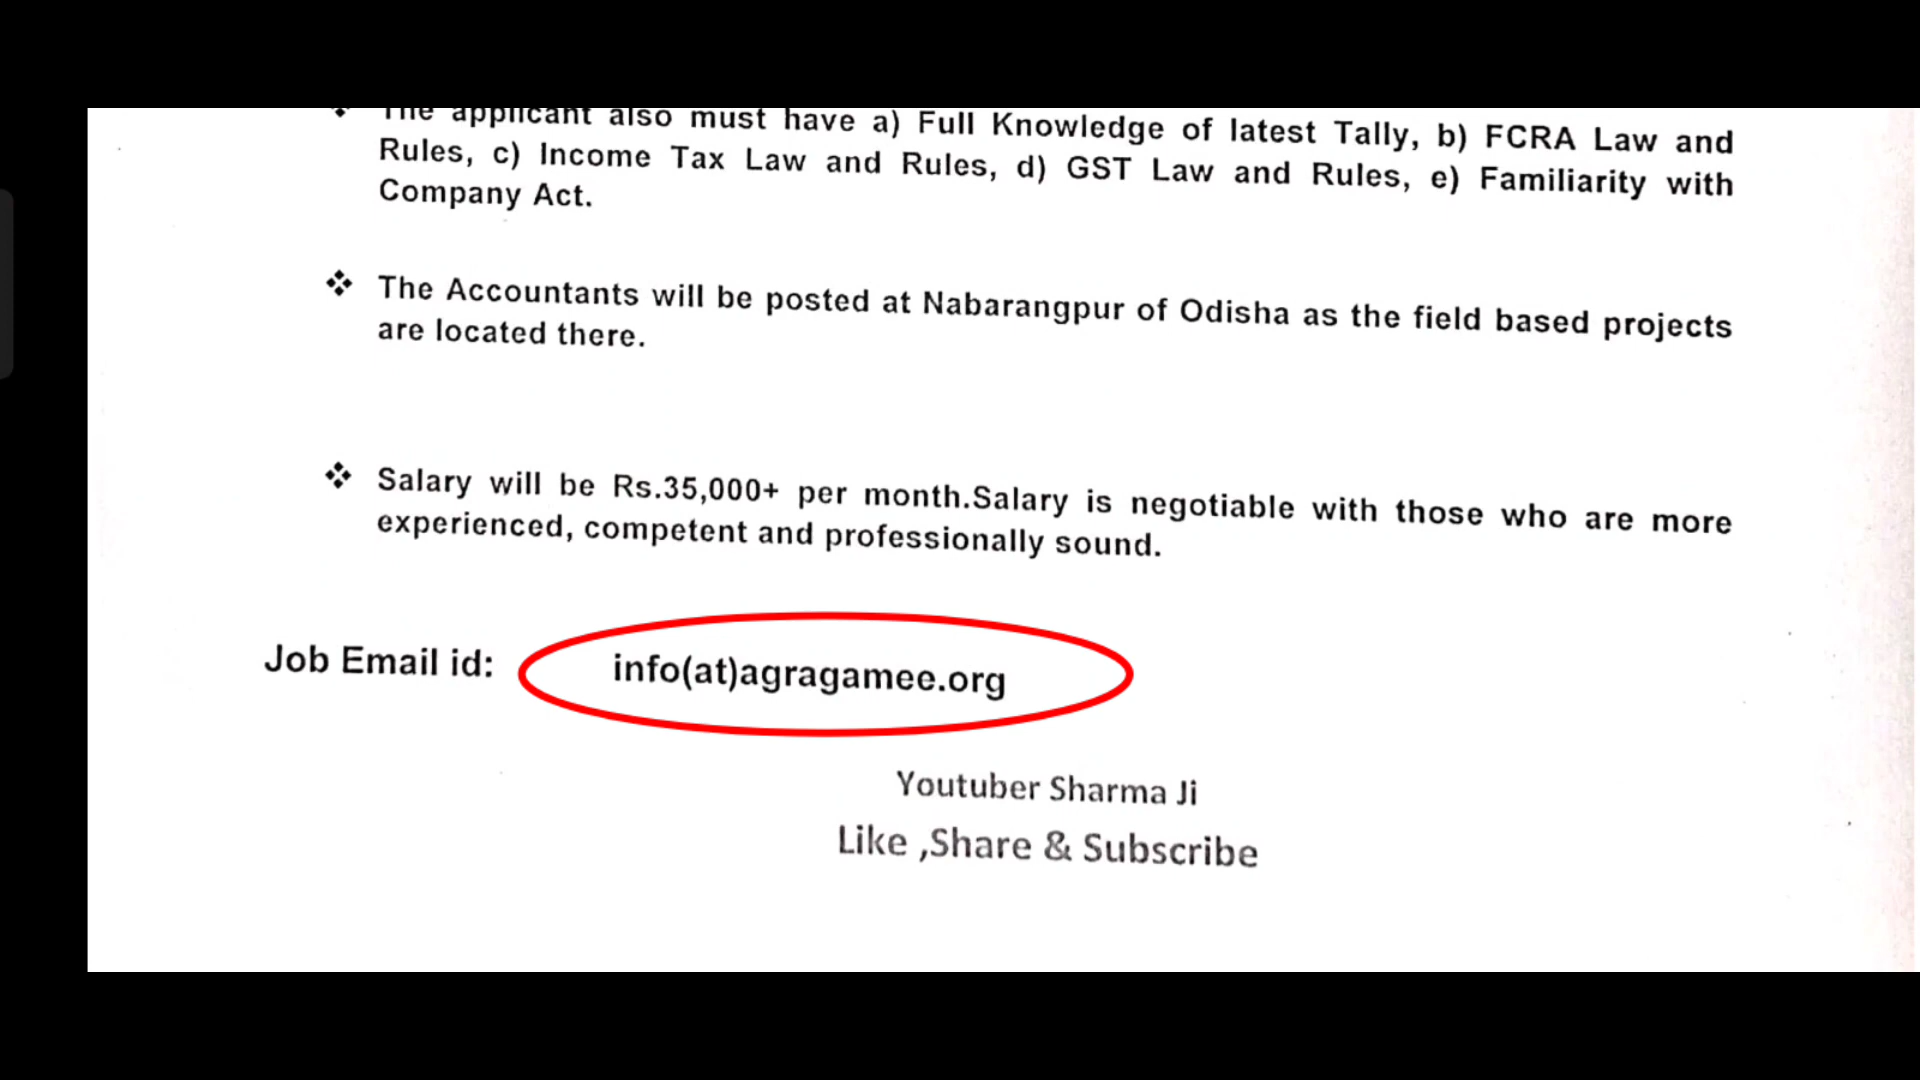 The applicant also must have a) Full Knowledge of latest Tally, b) FCRA Law and
Rules, c) Income Tax Law and Rules, d) GST Law and Rules, e) Familiarity with
Company Act.
❖ The Accountants will be posted at Nabarangpur of Odisha as the field based projects
are located there.
❖ Salary will be Rs.35,000+ per month.Salary is negotiable with those who are more
experienced, competent and professionally sound.
Job Email id: info(at)agragamee.org
Youtuber Sharma Ji
Like ,Share & Subscribe